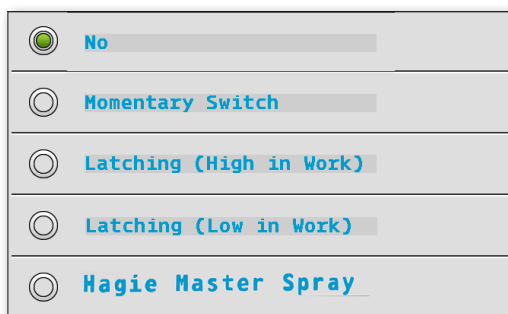 No
Momentary Switch
Latching (High in Work)
Latching (Low in Work)
Hagie Master Spray